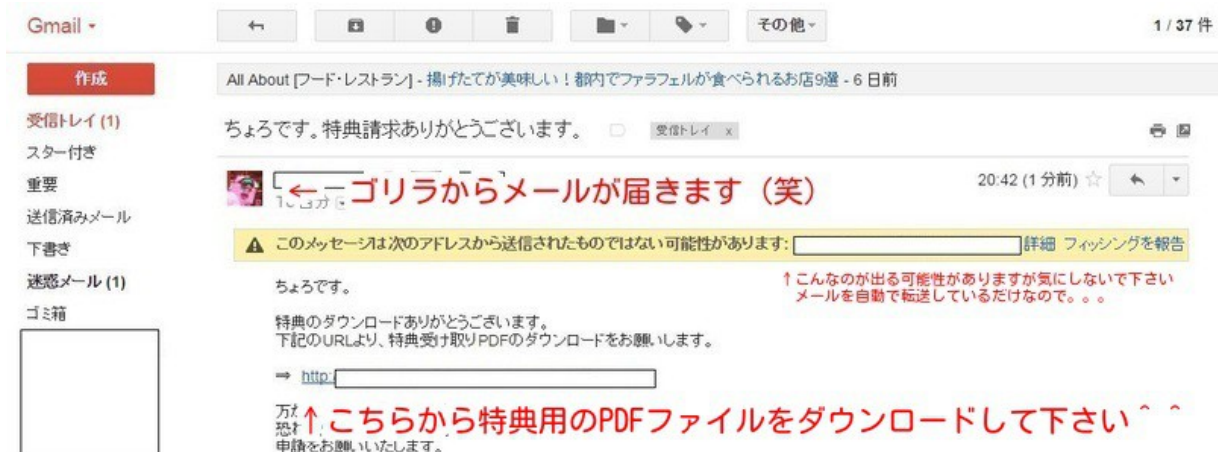 Gmail
その他
1 / 37 件
作成
All About [フード・レストラン] - 揚げたてが美味しい!都内でファラフェルが食べられるお店9選 - 6 日前
受信トレイ (1)
ちょろです。特典請求ありがとうございます。 受信トレイ x
スター付き
重要
←ーゴリラからメールが届きます(笑)
20:42 (1 分前)
送信済みメール
下書き
このメッセージは次のアドレスから送信されたものではない可能性があります: 詳細 フィッシングを報告
迷惑メール (1)
↑こんなのが出る可能性がありますが気にしないで下さい
メールを自動で転送しているだけなので。。。
ちょろです。
ゴミ箱
特典のダウンロードありがとうございます。
下記のURLより、特典受け取りPDFのダウンロードをお願いします。
⇒ http:
↑こちらから特典用のPDFファイルをダウンロードして下さい^ ^
申請をお願いいたします。